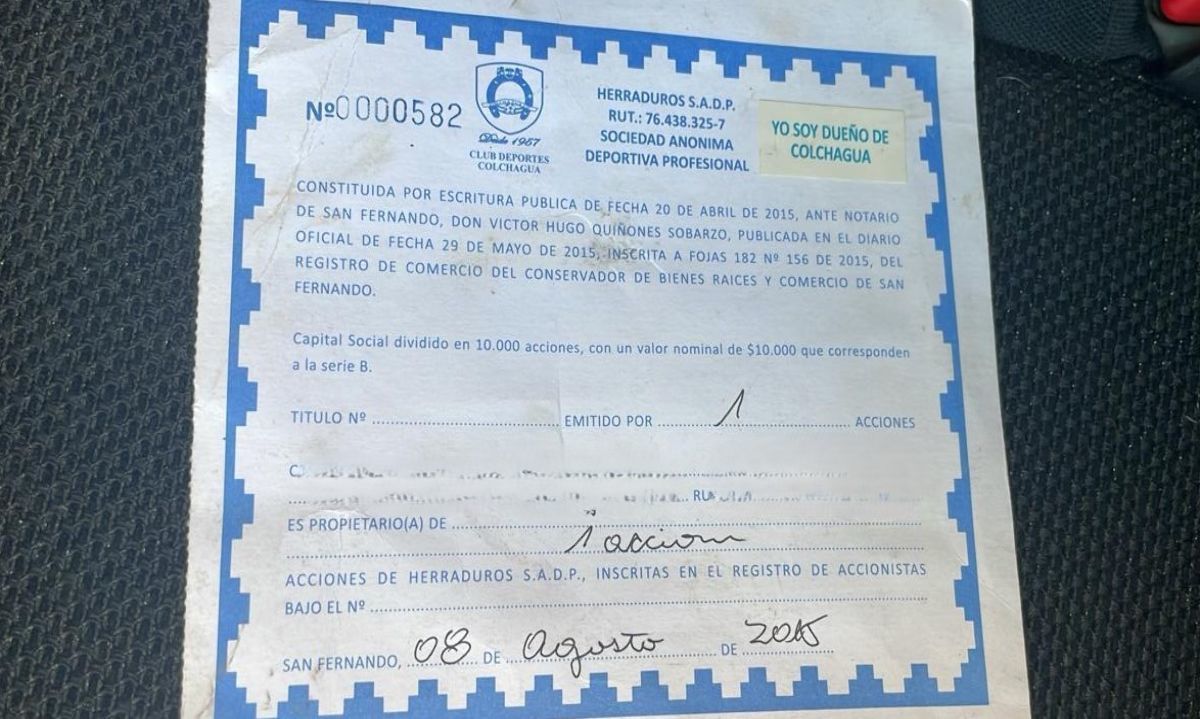 Nº0000582
Desde 1957
CLUB DEPORTES
COLCHAGUA
HERRADUROS S.A.D.P.
RUT.: 76.438.325-7
SOCIEDAD ANONIMA
DEPORTIVA PROFESIONAL
YO SOY DUEÑO DE
COLCHAGUA
CONSTITUIDA POR ESCRITURA PUBLICA DE FECHA 20 DE ABRIL DE 2015, ANTE NOTARIO
DE SAN FERNANDO, DON VICTOR HUGO QUIÑONES SOBARZO, PUBLICADA EN EL DIARIO
OFICIAL DE FECHA 29 DE MAYO DE 2015, INSCRITA A FOJAS 182 Nº 156 DE 2015, DEL
REGISTRO DE COMERCIO DEL CONSERVADOR DE BIENES RAICES Y COMERCIO DE SAN
FERNANDO.
Capital Social dividido en 10.000 acciones, con un valor nominal de $10.000 que corresponden
a la serie B.
TITULO Nº EMITIDO POR 1 ACCIONES
ES PROPIETARIO(A) DE
1 accion
ACCIONES DE HERRADUROS S.A.D.P., INSCRITAS EN EL REGISTRO DE ACCIONISTAS
BAJO EL Nº
SAN FERNANDO, 08 DE Agosto DE 2015